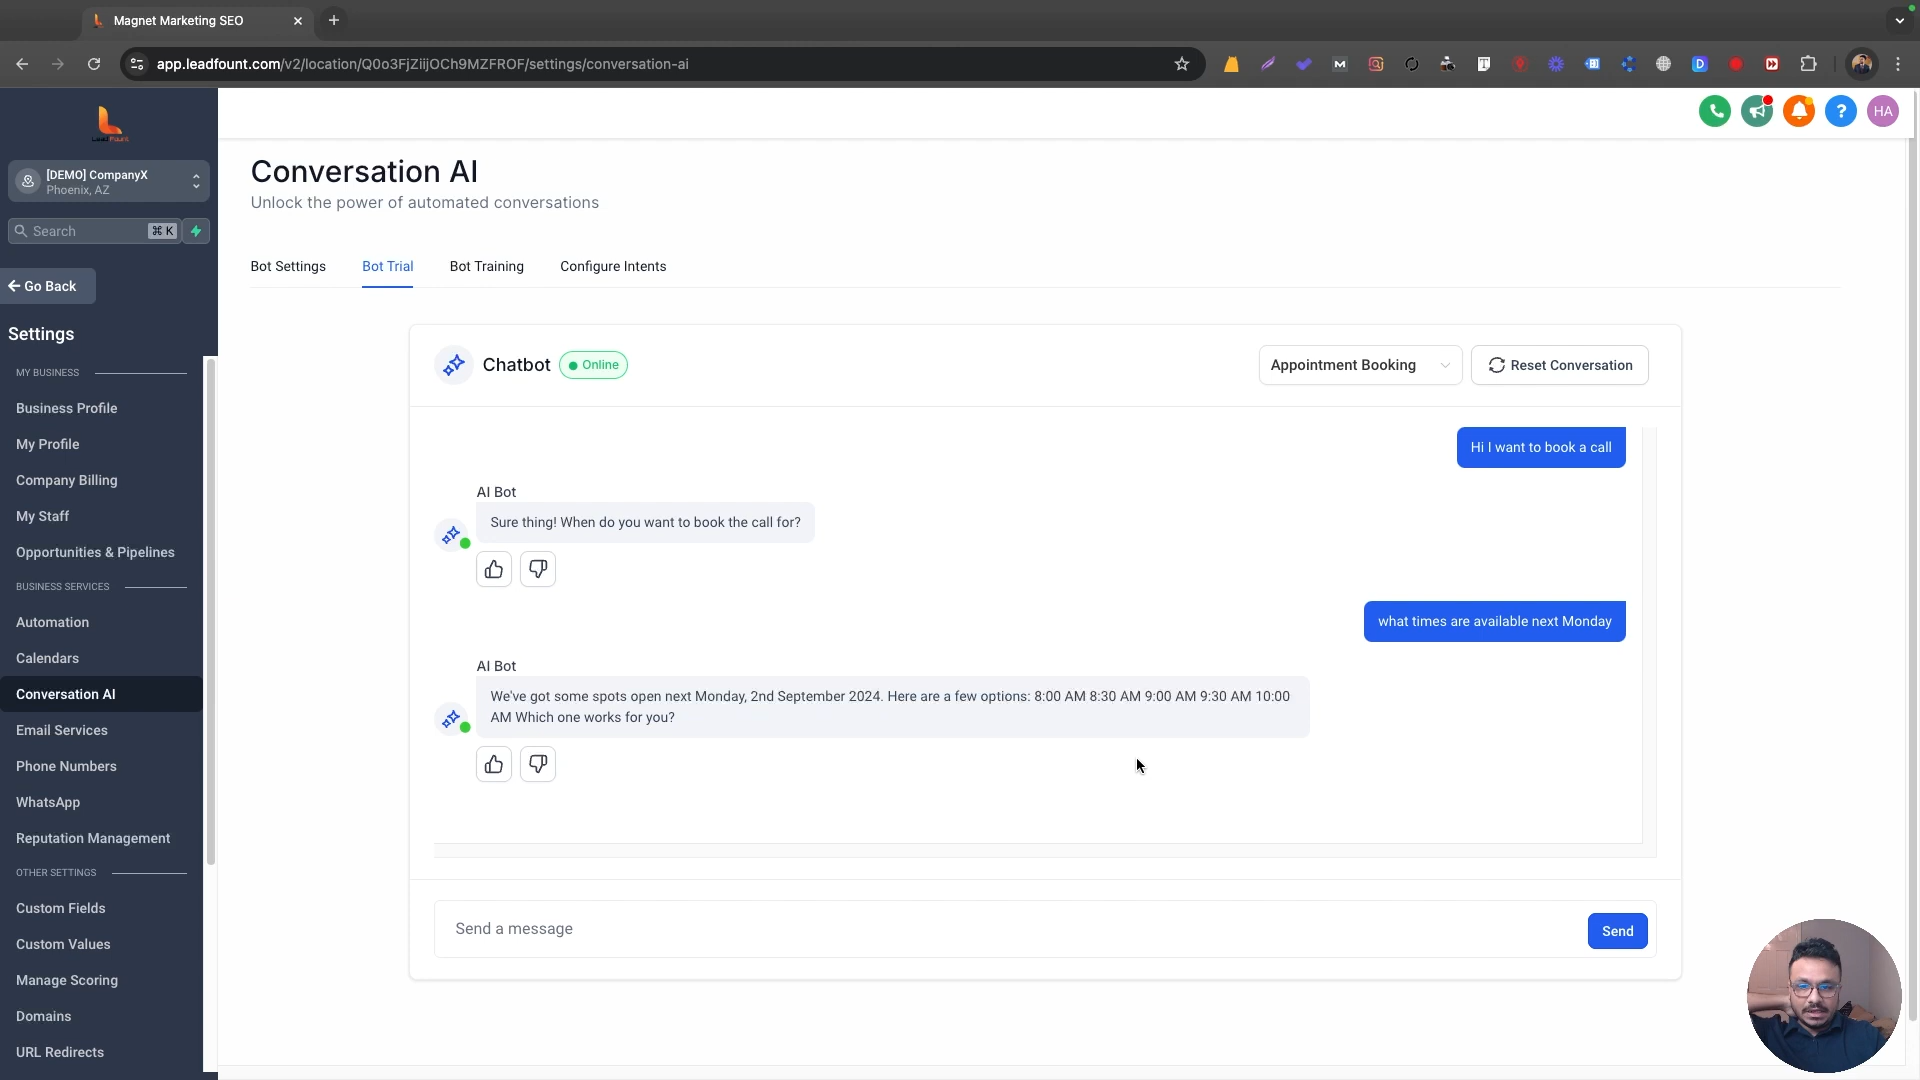 Magnet Marketing SEO
app.leadfount.com/v2/location/Q0o3FjZiijOCh9MZFROF/settings/conversation-ai
HA
[DEMO] CompanyX
Phoenix, AZ
Search ⌘ K
Go Back
Settings
MY BUSINESS
Business Profile
My Profile
Company Billing
My Staff
Opportunities & Pipelines
BUSINESS SERVICES
Automation
Calendars
Conversation AI
Email Services
Phone Numbers
WhatsApp
Reputation Management
OTHER SETTINGS
Custom Fields
Custom Values
Manage Scoring
Domains
URL Redirects
Conversation AI
Unlock the power of automated conversations
Bot Settings Bot Trial Bot Training Configure Intents
Chatbot Online Appointment Booking Reset Conversation
Hi I want to book a call
AI Bot
Sure thing! When do you want to book the call for?
what times are available next Monday
AI Bot
We've got some spots open next Monday, 2nd September 2024. Here are a few options: 8:00 AM 8:30 AM 9:00 AM 9:30 AM 10:00
AM Which one works for you?
Send a message
Send